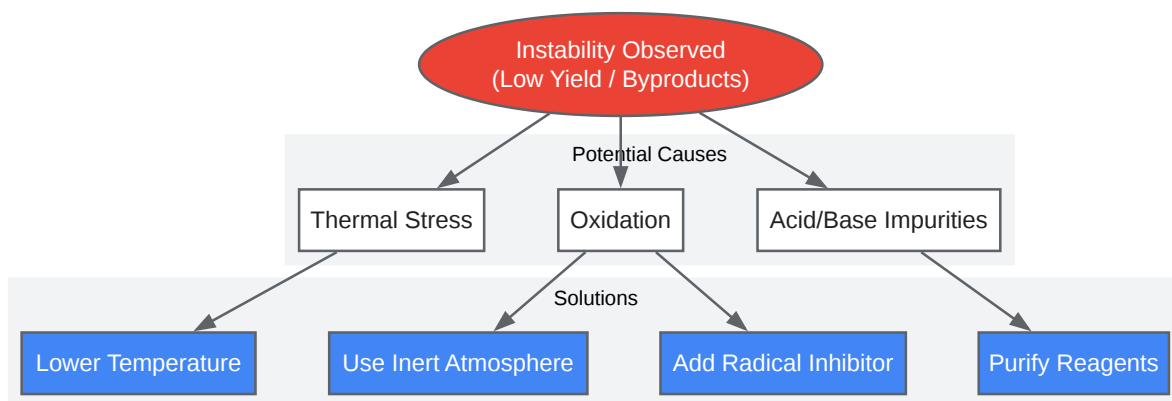 Instability Observed
(Low Yield / Byproducts)
Potential Causes
Thermal Stress
Oxidation
Acid/Base Impurities
Solutions
Lower Temperature
Use Inert Atmosphere
Add Radical Inhibitor
Purify Reagents